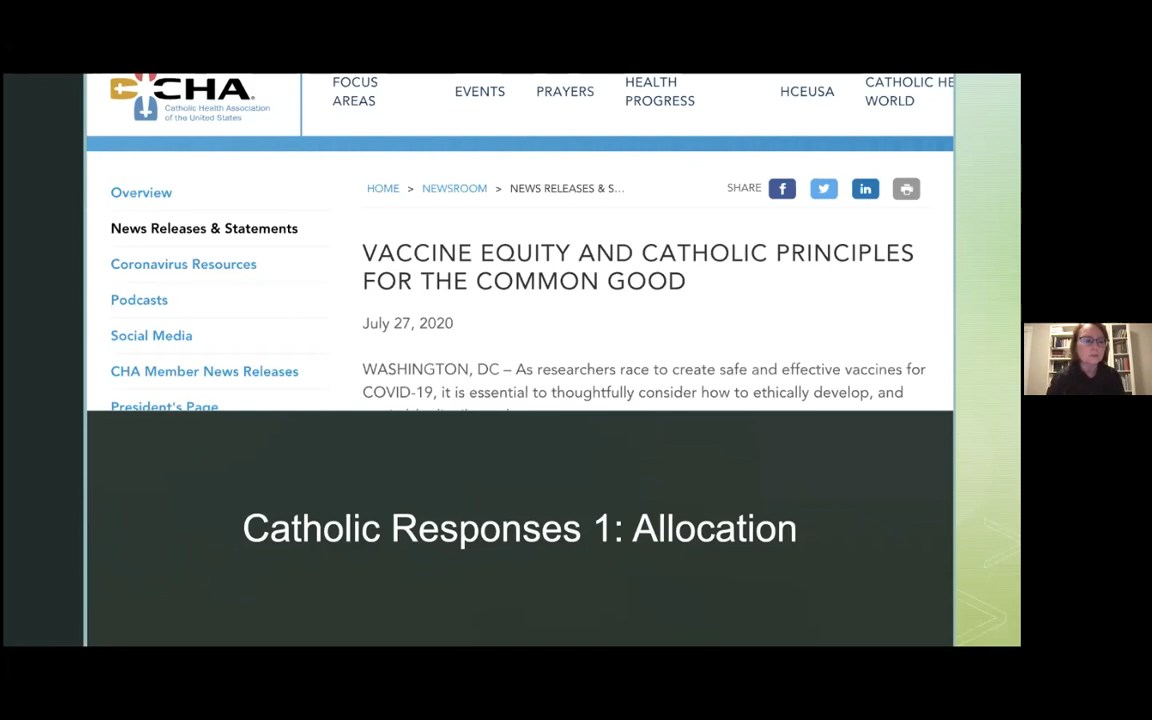 CHA.
Catholic Health Association
of the United States
FOCUS
AREAS
EVENTS
PRAYERS
HEALTH
PROGRESS
HCEUSA
CATHOLIC HE
WORLD
Overview
News Releases & Statements
Coronavirus Resources
Podcasts
Social Media
CHA Member News Releases
President's Page
HOME > NEWSROOM > NEWS RELEASES & S...
SHARE
VACCINE EQUITY AND CATHOLIC PRINCIPLES
FOR THE COMMON GOOD
July 27, 2020
WASHINGTON, DC – As researchers race to create safe and effective vaccines for
COVID-19, it is essential to thoughtfully consider how to ethically develop, and
Catholic Responses 1: Allocation